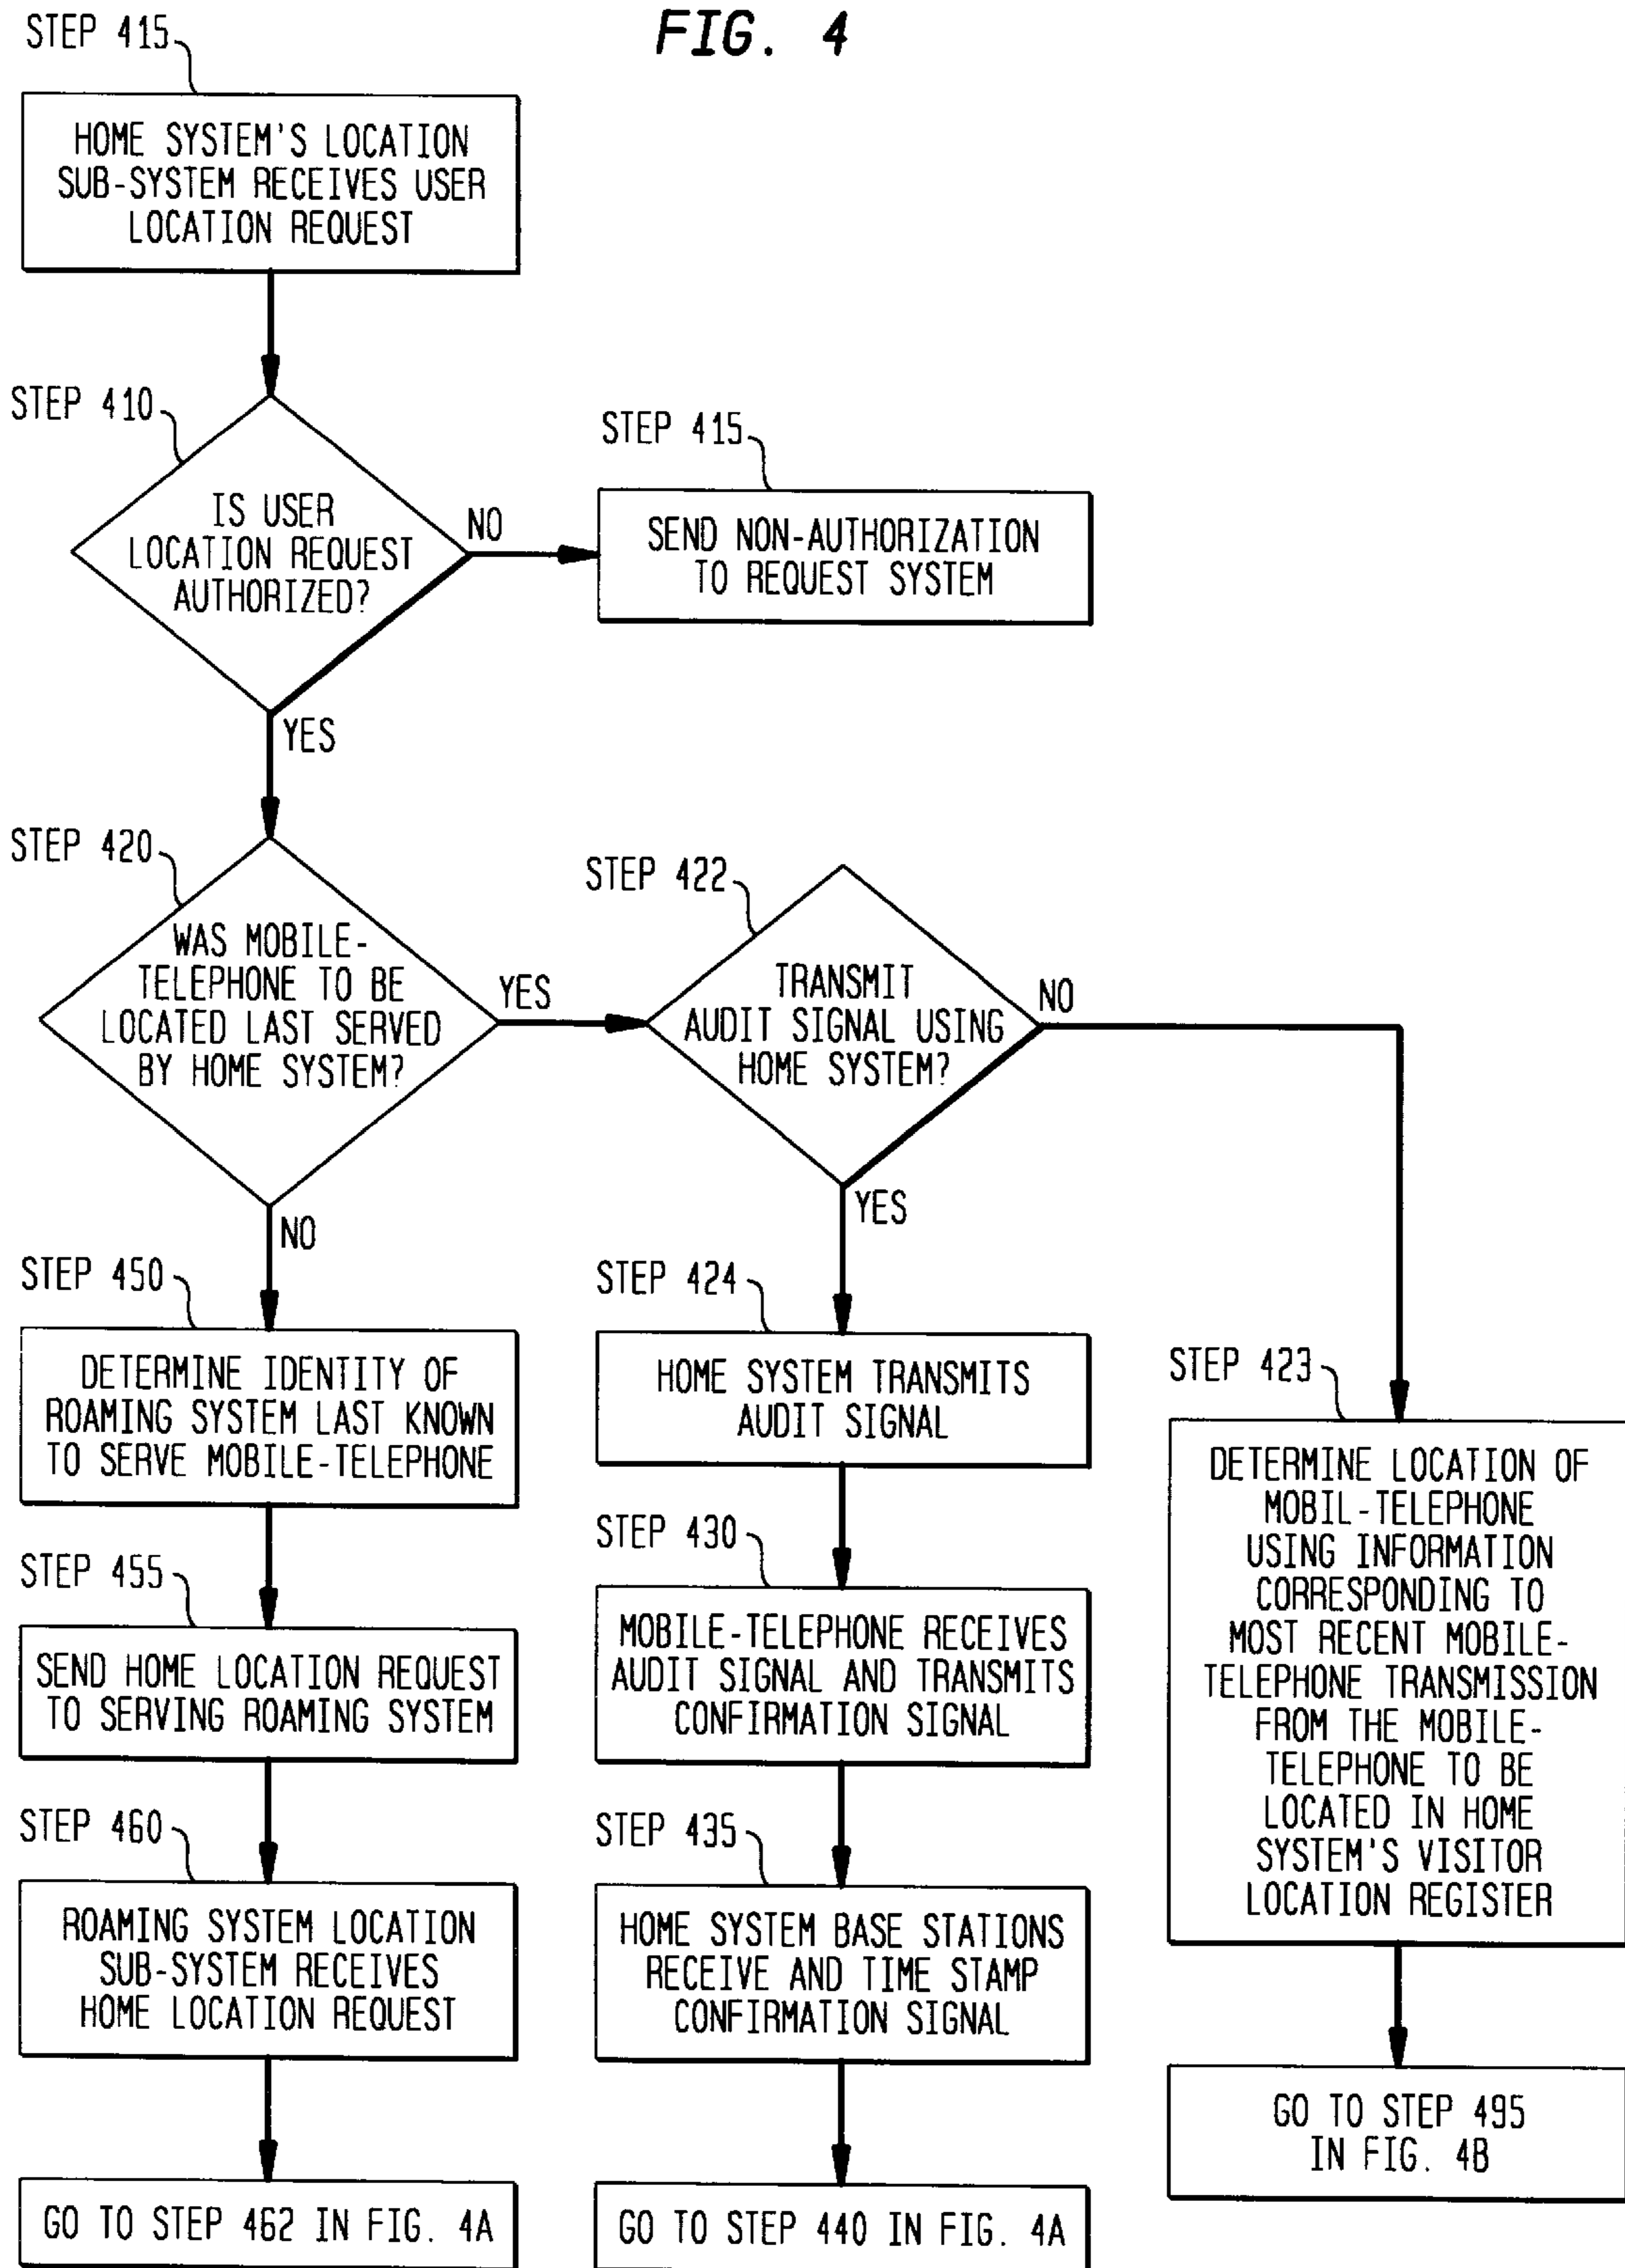 FIG. 4
STEP 415
HOME SYSTEM'S LOCATION
SUB-SYSTEM RECEIVES USER
LOCATION REQUEST
STEP 410
IS USER
LOCATION REQUEST
AUTHORIZED?
NO
YES
STEP 415
SEND NON-AUTHORIZATION
TO REQUEST SYSTEM
STEP 420
WAS MOBILE-
TELEPHONE TO BE
LOCATED LAST SERVED
BY HOME SYSTEM?
YES
NO
STEP 422
TRANSMIT
AUDIT SIGNAL USING
HOME SYSTEM?
NO
YES
STEP 450
DETERMINE IDENTITY OF
ROAMING SYSTEM LAST KNOWN
TO SERVE MOBILE-TELEPHONE
STEP 455
SEND HOME LOCATION REQUEST
TO SERVING ROAMING SYSTEM
STEP 460
ROAMING SYSTEM LOCATION
SUB-SYSTEM RECEIVES
HOME LOCATION REQUEST
GO TO STEP 462 IN FIG. 4A
STEP 424
HOME SYSTEM TRANSMITS
AUDIT SIGNAL
STEP 430
MOBILE-TELEPHONE RECEIVES
AUDIT SIGNAL AND TRANSMITS
CONFIRMATION SIGNAL
STEP 435
HOME SYSTEM BASE STATIONS
RECEIVE AND TIME STAMP
CONFIRMATION SIGNAL
GO TO STEP 440 IN FIG. 4A
STEP 423
DETERMINE LOCATION OF
MOBIL-TELEPHONE
USING INFORMATION
CORRESPONDING TO
MOST RECENT MOBILE-
TELEPHONE TRANSMISSION
FROM THE MOBILE-
TELEPHONE TO BE
LOCATED IN HOME
SYSTEM'S VISITOR
LOCATION REGISTER
GO TO STEP 495
IN FIG. 4B